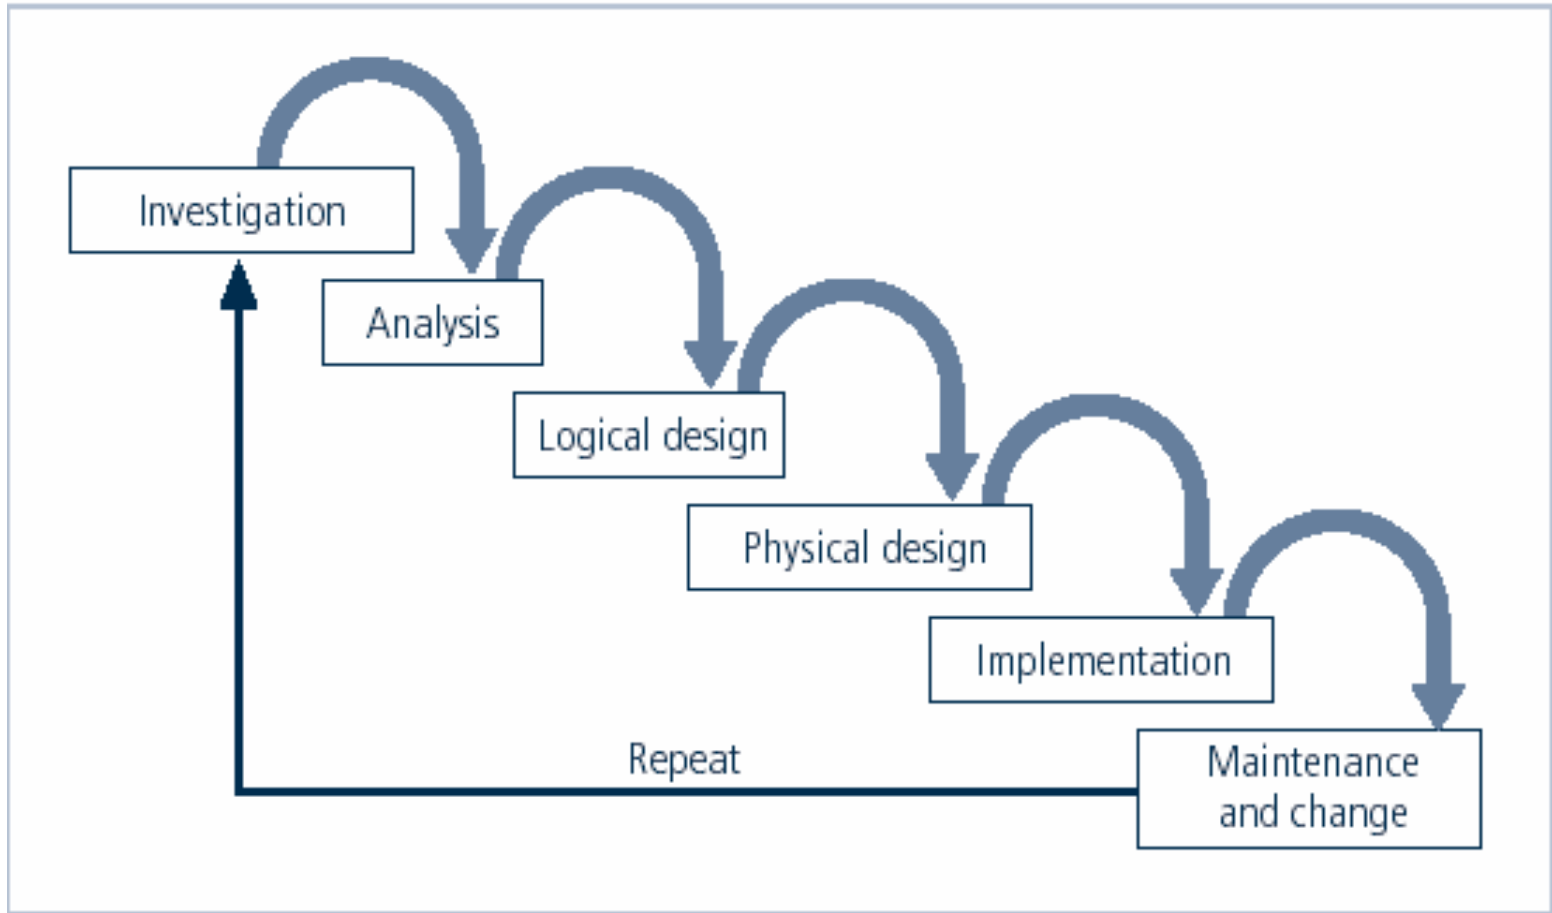 Investigation
Analysis
Logical design
Physical design
Implementation
Repeat
Maintenance
and change